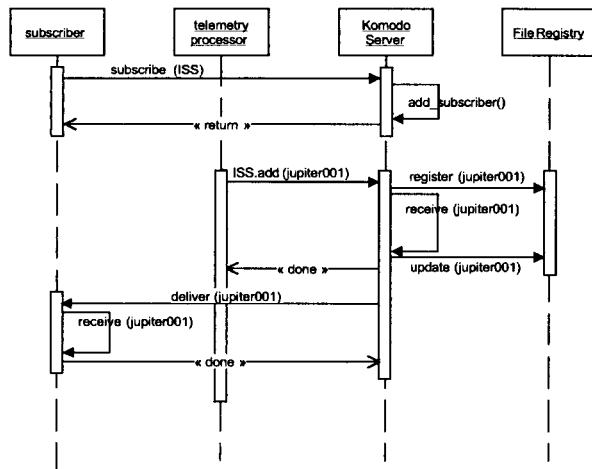 subscriber
telemetry
processor
Komodo
Server
File Registry
subscribe (ISS)
add_subscriber()
« return »
ISS.add (jupiter001)
register (jupiter001)
receive (jupiter001)
« done »
update (jupiter001)
deliver (jupiter001)
receive (jupiter001)
« done »